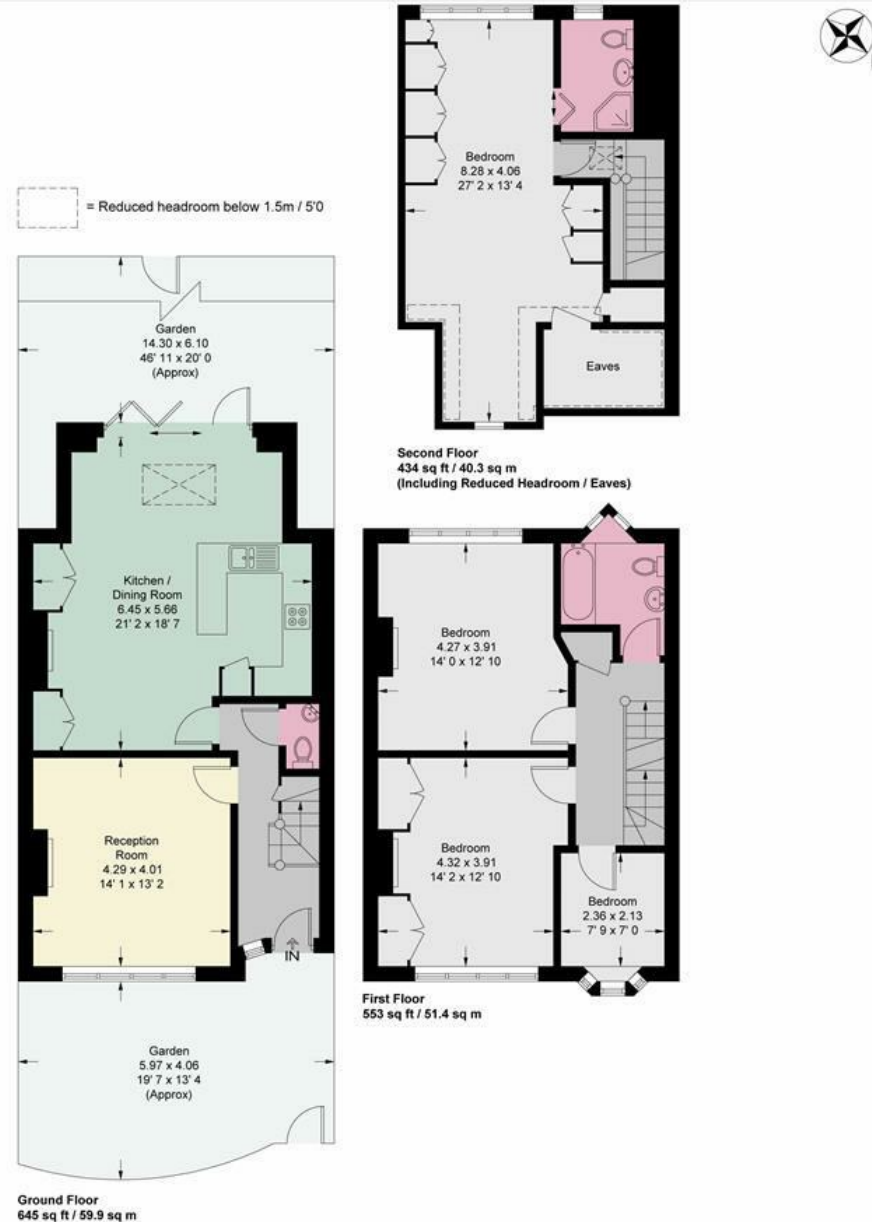 Bedroom
8.28 x 4.06
27' 2 x 13' 4
= Reduced headroom below 1.5m / 5'0
Eaves
Second Floor
434 sq ft / 40.3 sq m
(Including Reduced Headroom / Eaves)
Garden
14.30 x 6.10
46' 11 x 20' 0
(Approx)
Kitchen /
Dining Room
6.45 x 5.66
21' 2 x 18' 7
Reception
Room
4.29 x 4.01
14' 1 x 13' 2
IN
Garden
5.97 x 4.06
19' 7 x 13' 4
(Approx)
Ground Floor
645 sq ft / 59.9 sq m
Bedroom
4.27 x 3.91
14' 0 x 12' 10
Bedroom
4.32 x 3.91
14' 2 x 12' 10
Bedroom
2.36 x 2.13
7' 9 x 7' 0
First Floor
553 sq ft / 51.4 sq m